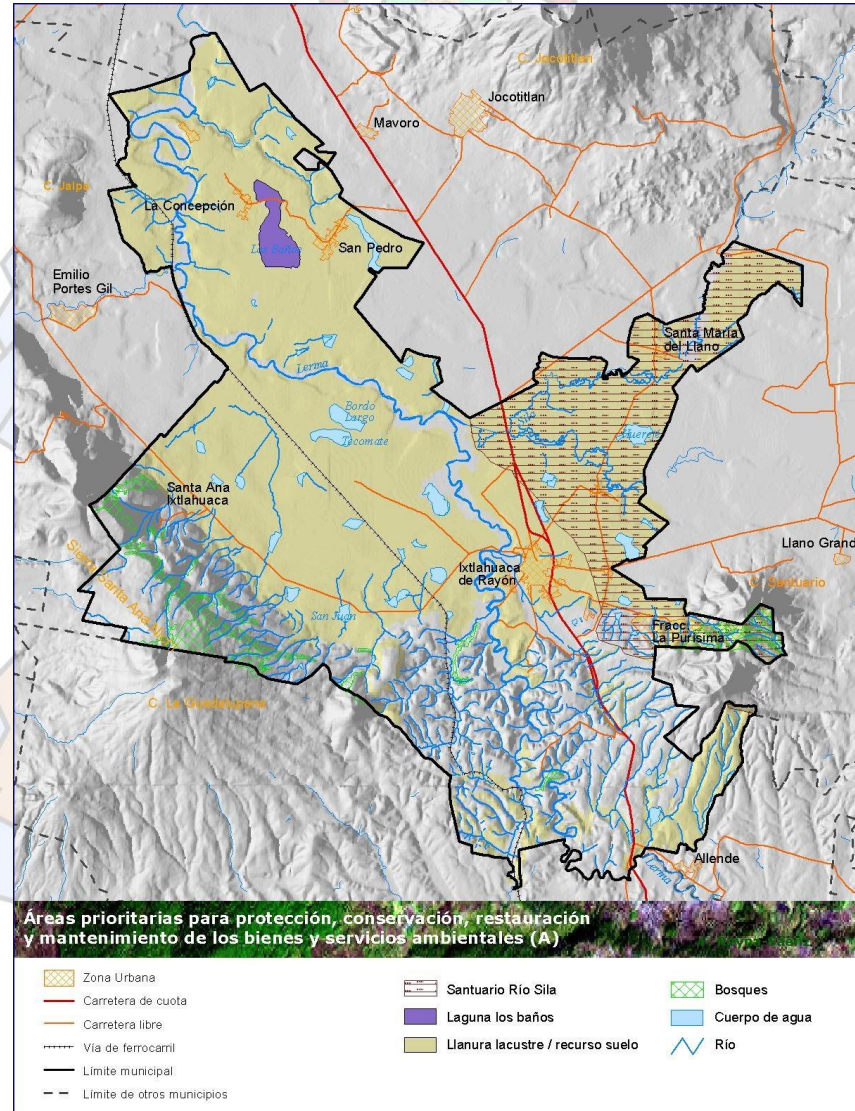 C. Jocotitlan
Jocotitlan
Mavoro
C. Jalpa
La Concepción
Los Baños
San Pedro
Emilio
Portes Gil
Santa María
del Llano
Lerma
Sila
Bordo
Largo
Tecomate
Santa Ana
Ixtlahuaca
Llano Grand
Ixtlahuaca
de Rayón
C. Santuario
San Juan
Fracc.
La Purísima
C. La Guadalupana
Allende
Lerma
Áreas prioritarias para protección, conservación, restauración
y mantenimiento de los bienes y servicios ambientales (A)
Zona Urbana
Carretera de cuota
Carretera libre
Vía de ferrocarril
Límite municipal
Límite de otros municipios
Santuario Río Sila
Laguna los baños
Llanura lacustre / recurso suelo
Bosques
Cuerpo de agua
Río